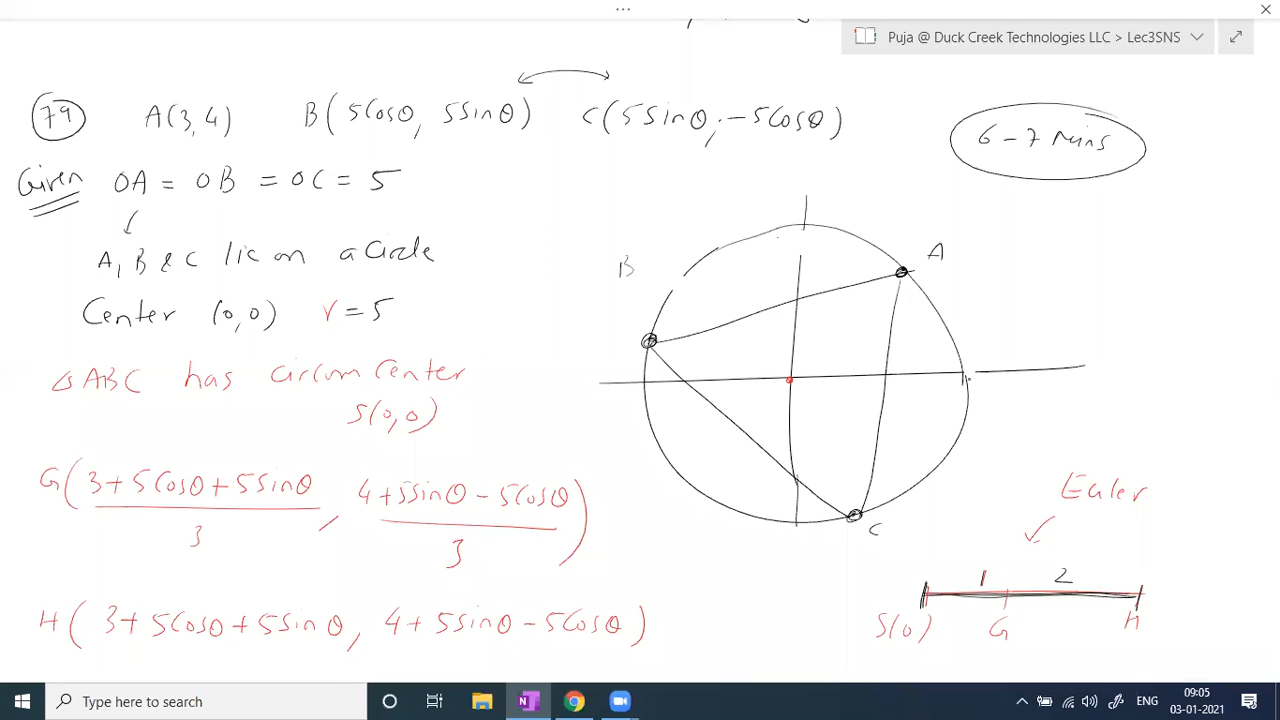 Puja @ Duck Creek Technologies LLC > Lec3SNS
79 A(3,4) B(5Cosθ, 5Sinθ) C(5Sinθ, -5Cosθ)
6-7 mins
Given OA = OB = OC = 5
A, B & C lie on a Circle
Center (0,0) r = 5
△ABC has circum center
S(0,0)
G(3+5Cosθ+5Sinθ/3, 4+5Sinθ-5Cosθ/3)
H(3+5Cosθ+5Sinθ, 4+5Sinθ-5Cosθ)
A
B
C
Euler
1 2
S(O) G H
Type here to search
ENG
09:05
03-01-2021